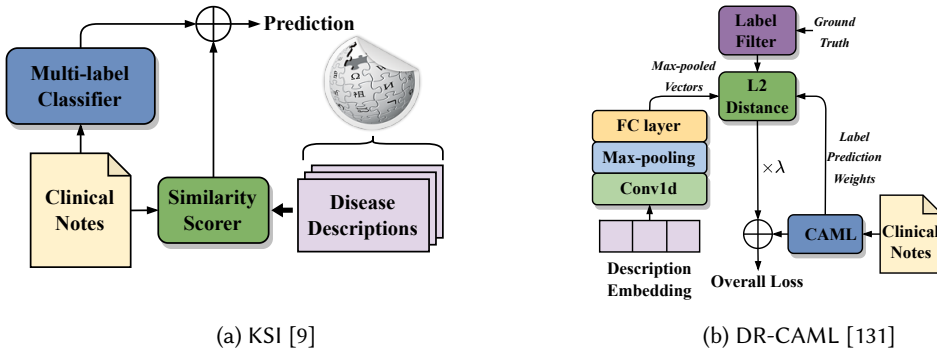 Prediction
Multi-label
Classifier
Clinical
Notes
Similarity
Scorer
Disease
Descriptions
(a) KSI [9]
Label
Filter
Ground
Truth
Max-pooled
Vectors
L2
Distance
FC layer
Max-pooling
Conv1d
Label
Prediction
Weights
×λ
CAML
Clinical
Notes
Description
Embedding
Overall Loss
(b) DR-CAML [131]